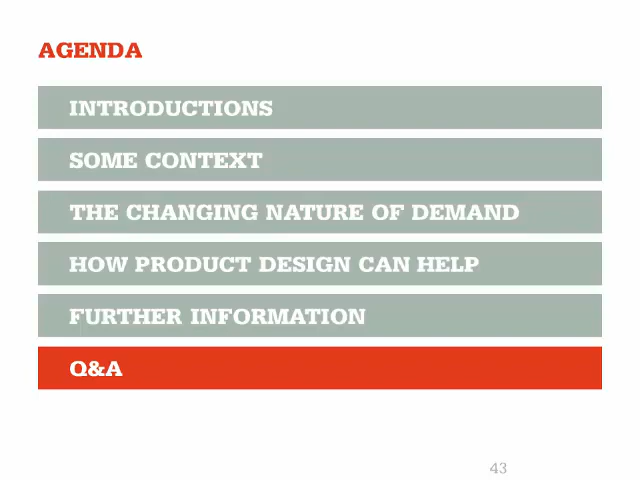 AGENDA
INTRODUCTIONS
SOME CONTEXT
THE CHANGING NATURE OF DEMAND
HOW PRODUCT DESIGN CAN HELP
FURTHER INFORMATION
Q&A
43